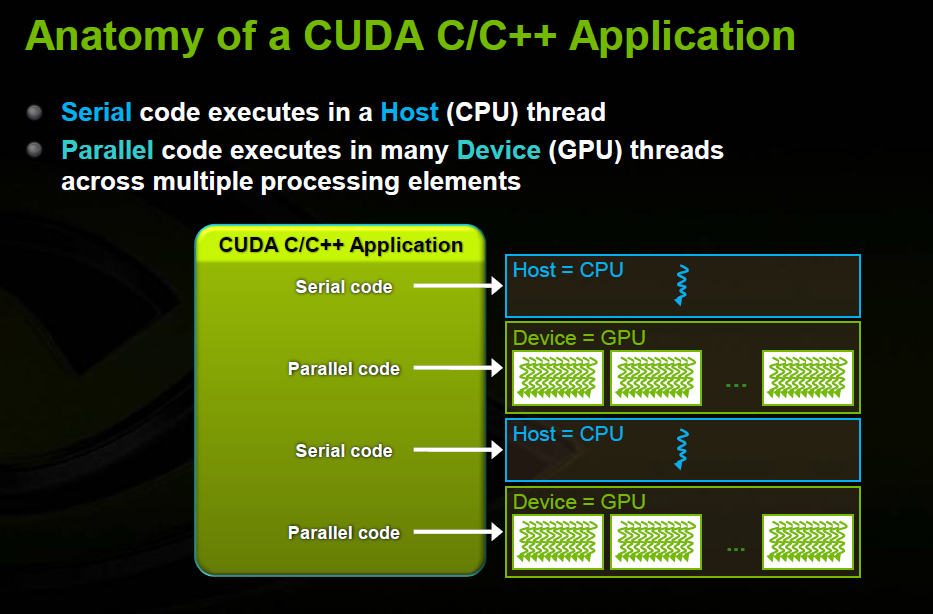 Anatomy of a CUDA C/C++ Application
Serial code executes in a Host (CPU) thread
Parallel code executes in many Device (GPU) threads
across multiple processing elements
CUDA C/C++ Application
Serial code
Host = CPU
Parallel code
Device = GPU
...
Serial code
Host = CPU
Parallel code
Device = GPU
...